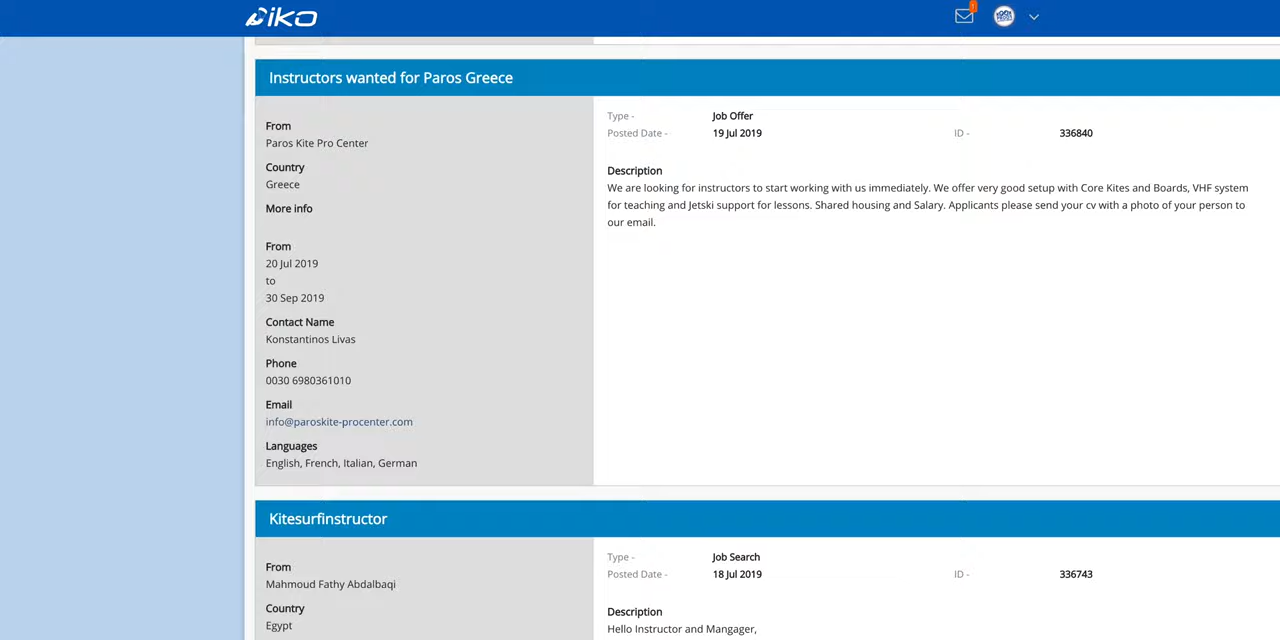 iko
1
Instructors wanted for Paros Greece
From
Paros Kite Pro Center
Country
Greece
More info
From
20 Jul 2019
to
30 Sep 2019
Contact Name
Konstantinos Livas
Phone
0030 6980361010
Email
info@paroskite-procenter.com
Languages
English, French, Italian, German
Type - Job Offer
Posted Date - 19 Jul 2019 ID - 336840
Description
We are looking for instructors to start working with us immediately. We offer very good setup with Core Kites and Boards, VHF system
for teaching and Jetski support for lessons. Shared housing and Salary. Applicants please send your cv with a photo of your person to
our email.
Kitesurfinstructor
From
Mahmoud Fathy Abdalbaqi
Country
Egypt
Type - Job Search
Posted Date - 18 Jul 2019 ID - 336743
Description
Hello Instructor and Mangager,